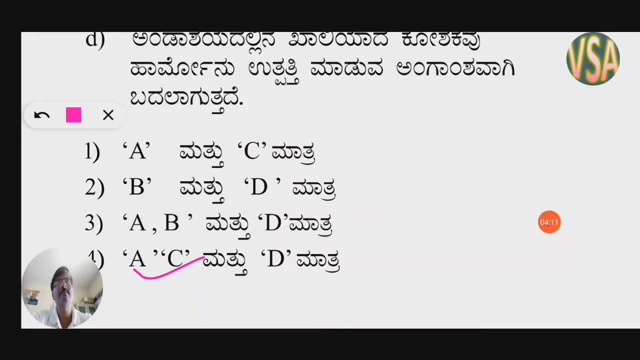 d) ಅಂಡಾಶಯದಲ್ಲಿನ ಖಾಲಿಯಾದ ಕೋಶಕವು
ಹಾರ್ಮೋನು ಉತ್ಪತ್ತಿ ಮಾಡುವ ಅಂಗಾಂಶವಾಗಿ
ಬದಲಾಗುತ್ತದೆ.
1) ‘A’ ಮತ್ತು ‘C’ ಮಾತ್ರ
2) ‘B’ ಮತ್ತು ‘D ’ ಮಾತ್ರ
3) ‘A , B ’ ಮತ್ತು ‘D’ ಮಾತ್ರ
4) ‘A ’‘C’ ಮತ್ತು ‘D’ ಮಾತ್ರ
VSA
04:11